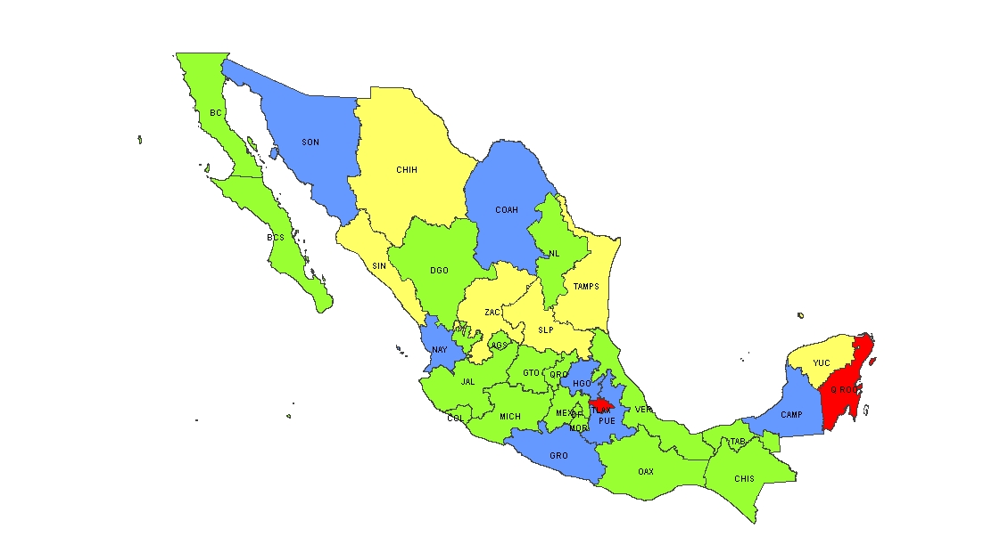 BC
SON
CHIH
COAH
BCS
SIN
DGO
NL
TAMPS
ZAC
SLP
NAY
AGS
YUC
JAL
GTO
QRO
HGO
Q ROO
COL
MICH
MEX
DF
TLAX
VER
CAMP
MOR
PUE
GRO
TAB
OAX
CHIS